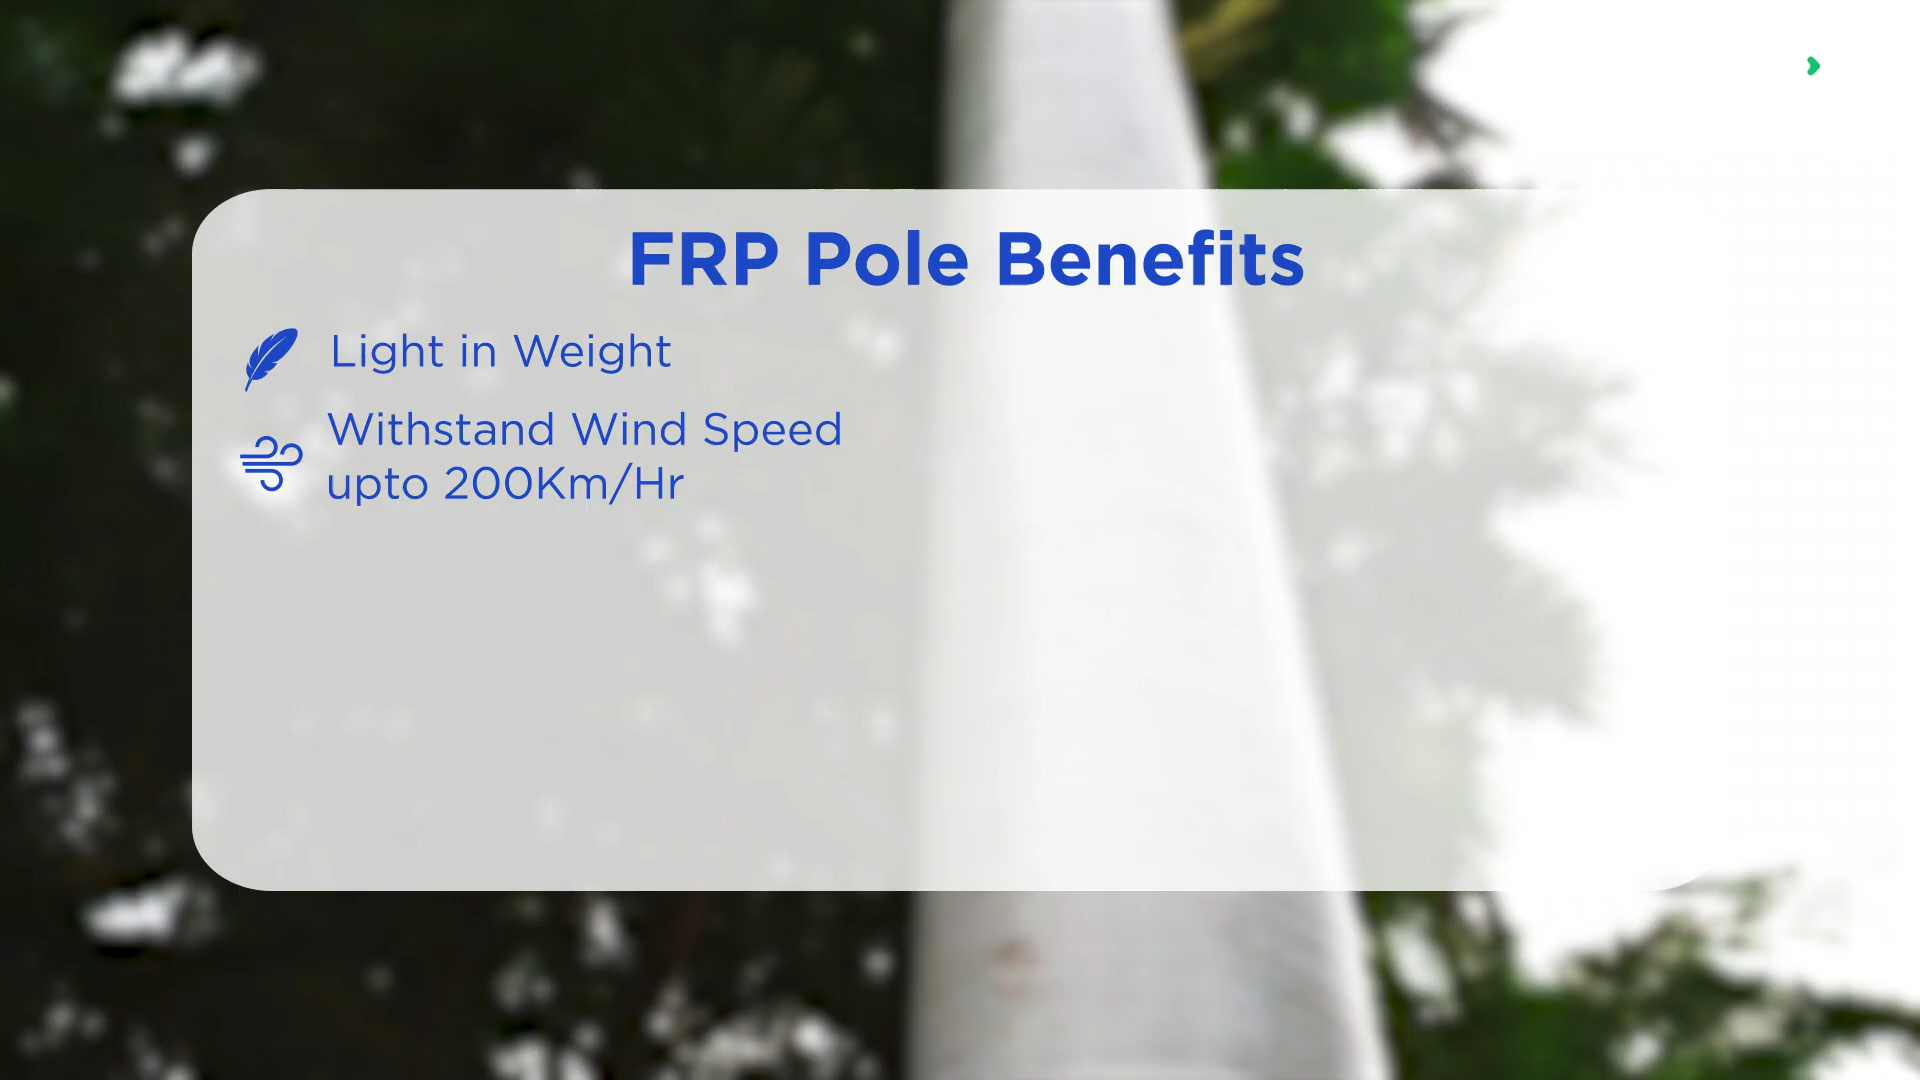 FRP Pole Benefits
Light in Weight
Withstand Wind Speed
upto 200Km/Hr